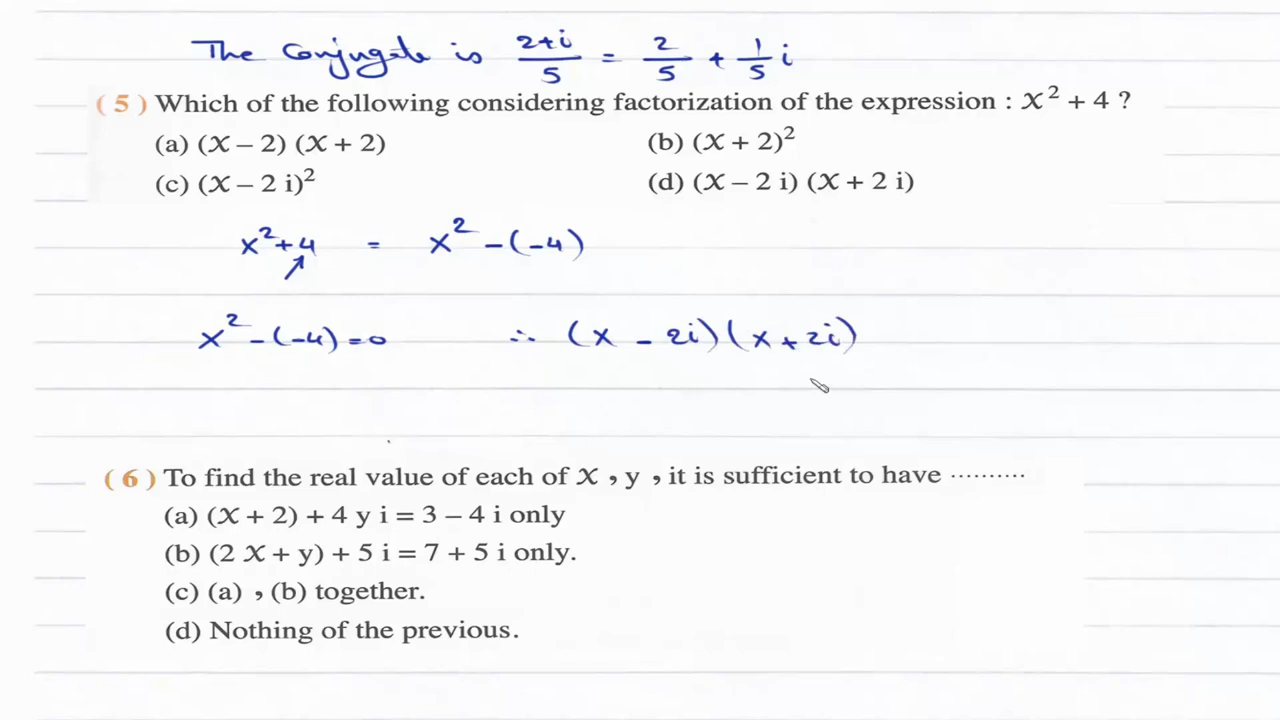 The Conjugate is 2+i/5 = 2/5 + 1/5 i
( 5 ) Which of the following considering factorization of the expression : x² + 4 ?
(a) (x – 2) (x + 2) (b) (x + 2)²
(c) (x – 2 i)² (d) (x – 2 i) (x + 2 i)
x²+4 = x² -(-4)
x² -(-4)=0 ∴ (x - 2i)(x + 2i)
( 6 ) To find the real value of each of x , y , it is sufficient to have ..........
(a) (x + 2) + 4 y i = 3 – 4 i only
(b) (2 x + y) + 5 i = 7 + 5 i only.
(c) (a) , (b) together.
(d) Nothing of the previous.